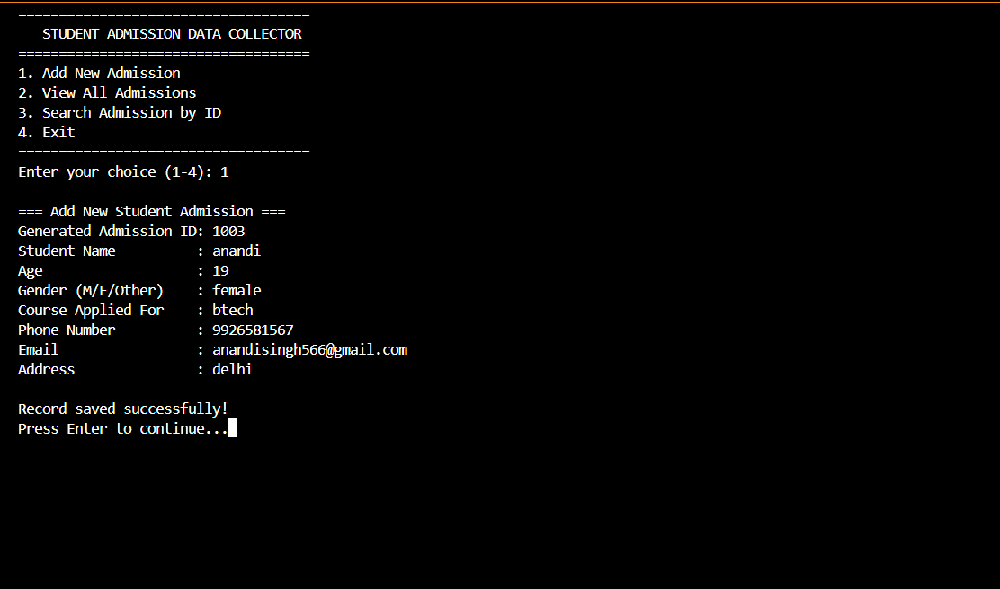 ====================================
STUDENT ADMISSION DATA COLLECTOR
====================================
1. Add New Admission
2. View All Admissions
3. Search Admission by ID
4. Exit
====================================
Enter your choice (1-4): 1
=== Add New Student Admission ===
Generated Admission ID: 1003
Student Name          : anandi
Age                   : 19
Gender (M/F/Other)    : female
Course Applied For    : btech
Phone Number          : 9926581567
Email                 : anandisingh566@gmail.com
Address               : delhi
Record saved successfully!
Press Enter to continue...